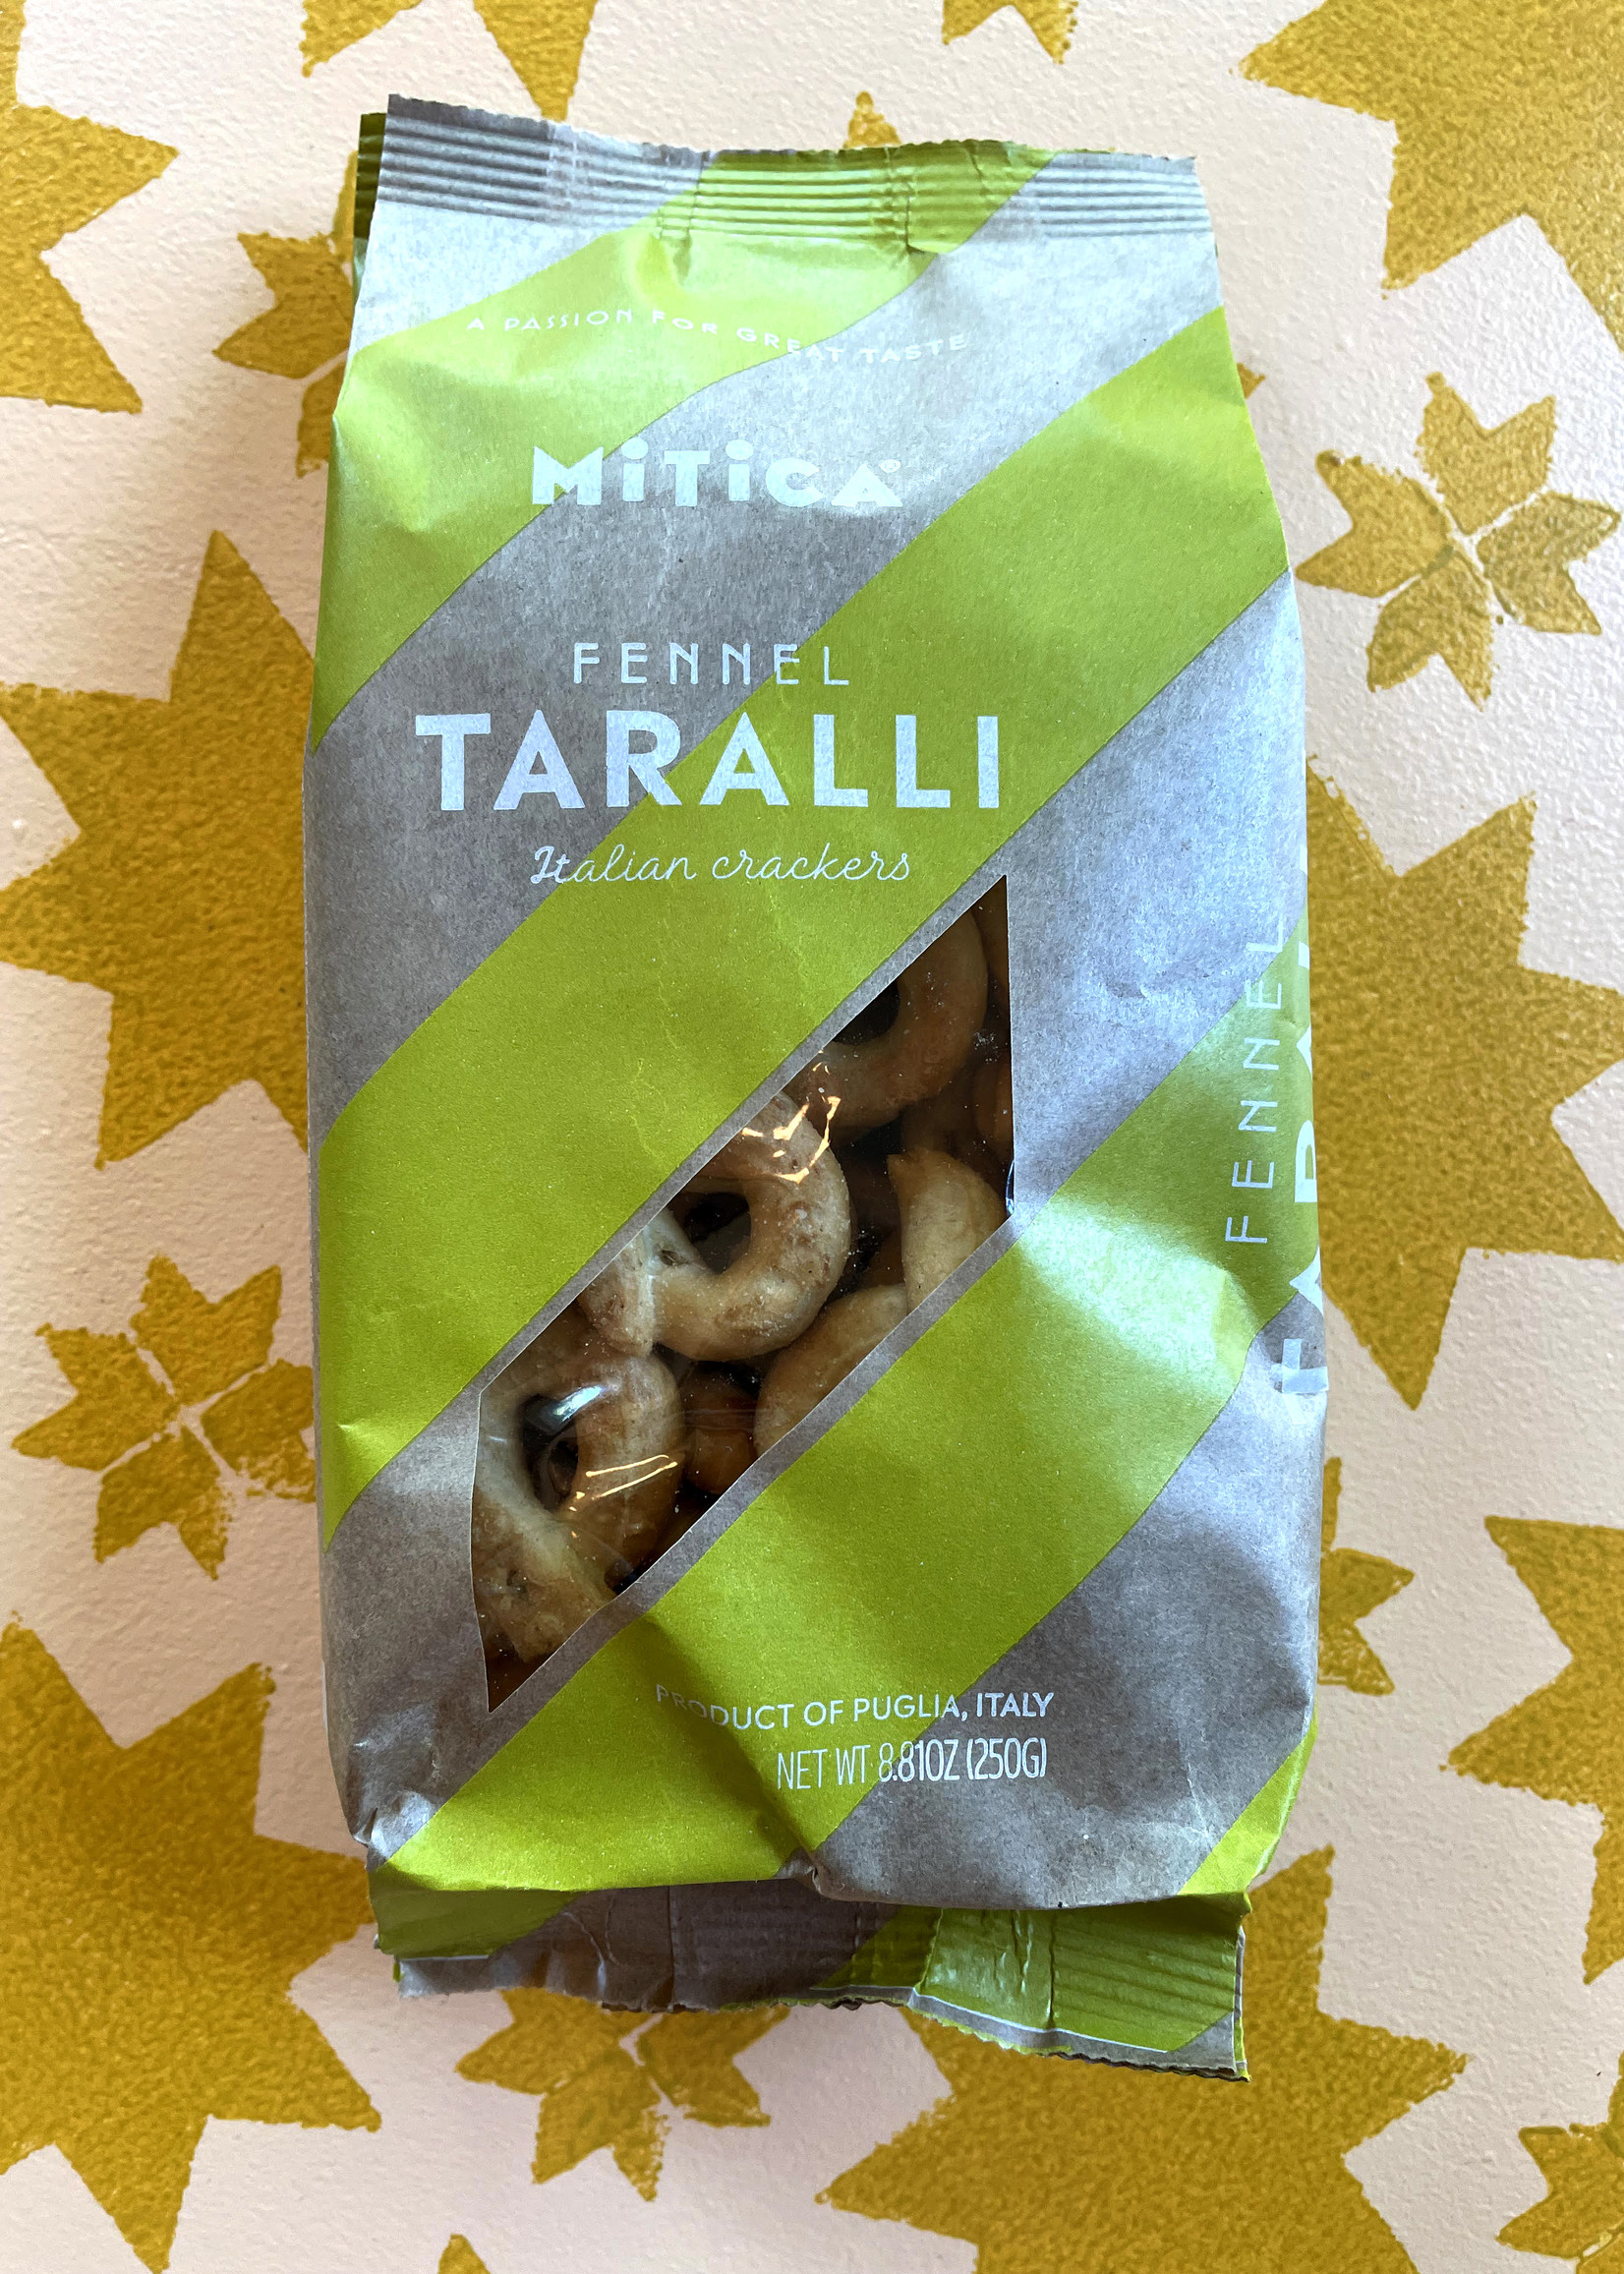 A PASSION FOR GREAT TASTE
MiTiCA®
FENNEL
TARALLI
Italian crackers
FENNEL
PRODUCT OF PUGLIA, ITALY
NET WT 8.81OZ (250G)